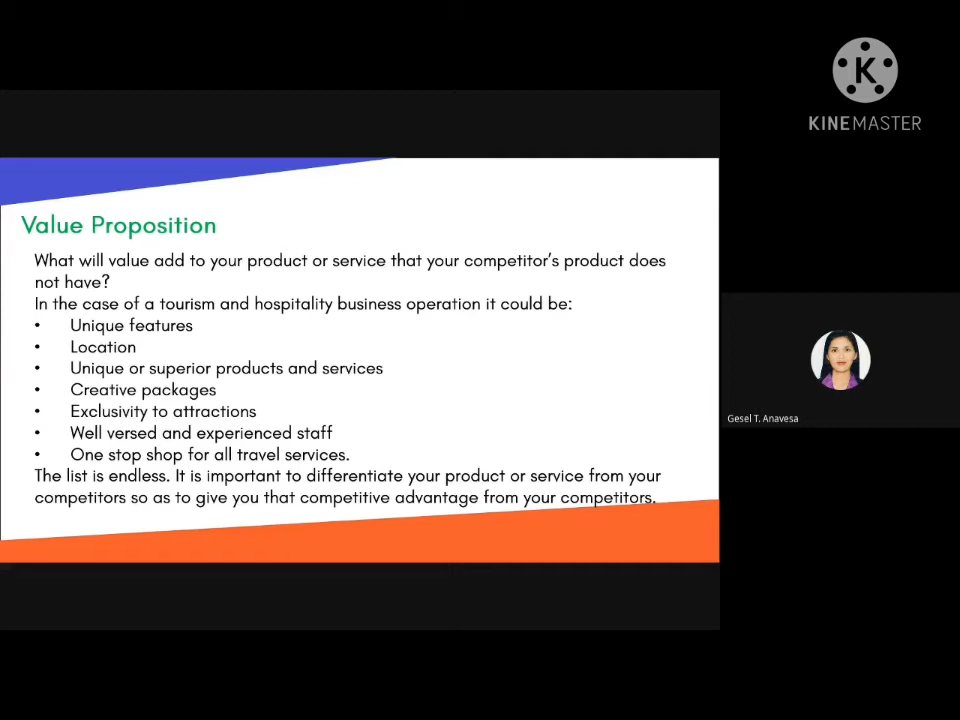 K
KINEMASTER
Value Proposition
What will value add to your product or service that your competitor's product does
not have?
In the case of a tourism and hospitality business operation it could be:
• Unique features
• Location
• Unique or superior products and services
• Creative packages
• Exclusivity to attractions
• Well versed and experienced staff
• One stop shop for all travel services.
The list is endless. It is important to differentiate your product or service from your
competitors so as to give you that competitive advantage from your competitors.
Gesel T. Anavesa